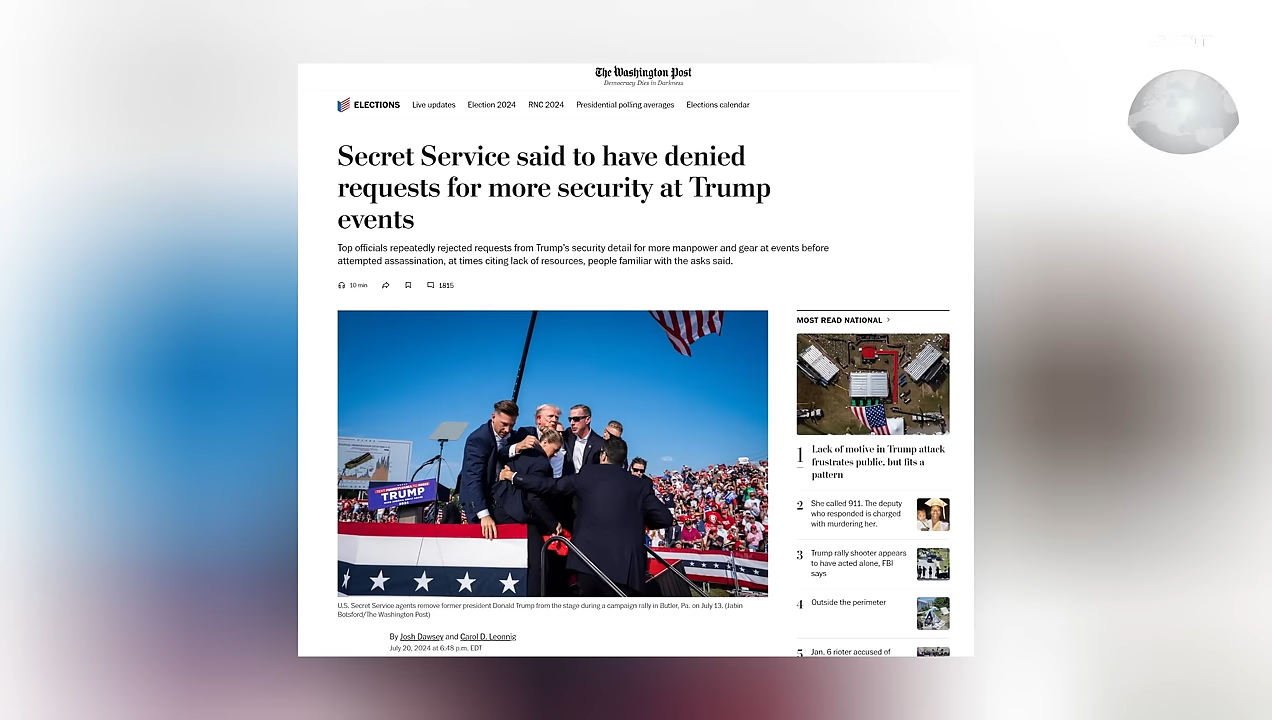 The Washington Post
Democracy Dies in Darkness
ELECTIONS Live updates Election 2024 RNC 2024 Presidential polling averages Elections calendar
Secret Service said to have denied
requests for more security at Trump
events
Top officials repeatedly rejected requests from Trump's security detail for more manpower and gear at events before
attempted assassination, at times citing lack of resources, people familiar with the asks said.
10 min 1815
TRUMP
U.S. Secret Service agents remove former president Donald Trump from the stage during a campaign rally in Butler, Pa. on July 13. (Jabin
Botsford/The Washington Post)
By Josh Dawsey and Carol D. Leonnig
July 20, 2024 at 6:48 p.m. EDT
MOST READ NATIONAL >
1 Lack of motive in Trump attack
frustrates public, but fits a
pattern
2 She called 911. The deputy
who responded is charged
with murdering her.
3 Trump rally shooter appears
to have acted alone, FBI
says
4 Outside the perimeter
5 Jan. 6 rioter accused of